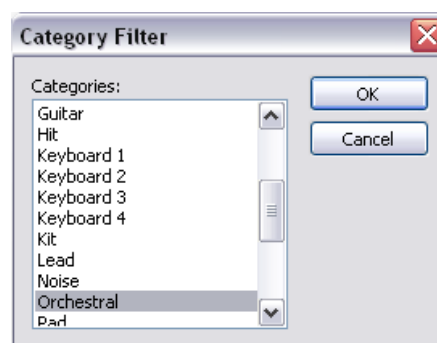 Category Filter
Categories:
Guitar
Hit
Keyboard 1
Keyboard 2
Keyboard 3
Keyboard 4
Kit
Lead
Noise
Orchestral
Pad
OK
Cancel